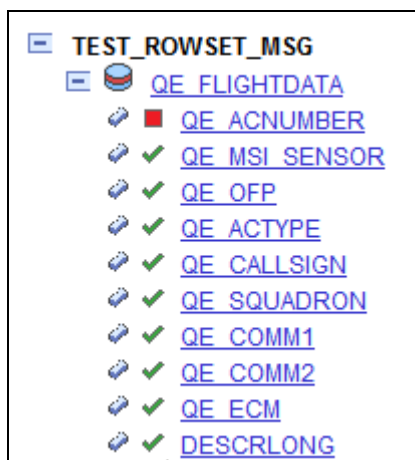 TEST_ROWSET_MSG
QE_FLIGHTDATA
QE_ACNUMBER
QE_MSI_SENSOR
QE_OFP
QE_ACTYPE
QE_CALLSIGN
QE_SQUADRON
QE_COMM1
QE_COMM2
QE_ECM
DESCRLONG